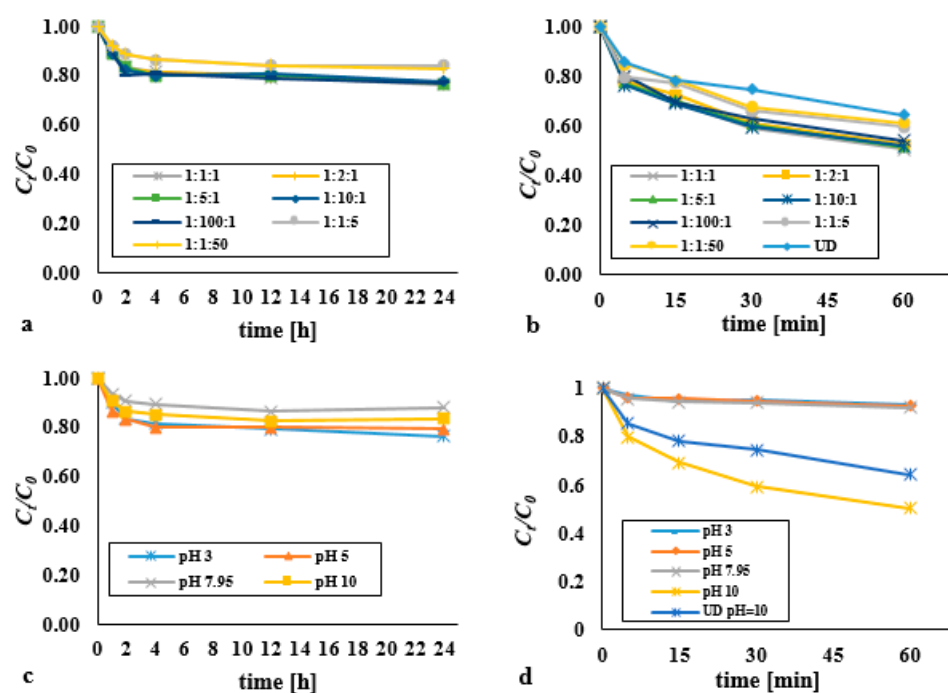 a
1.00
0.80
0.60
0.40
0.20
0.00
Ct/C0
1:1:1 1:2:1
1:5:1 1:10:1
1:100:1 1:1:5
1:1:50
0 2 4 6 8 10 12 14 16 18 20 22 24
time [h]
b
1.00
0.80
0.60
0.40
0.20
0.00
Ct/C0
1:1:1 1:2:1
1:5:1 1:10:1
1:100:1 1:1:5
1:1:50 UD
0 15 30 45 60
time [min]
c
1.00
0.80
0.60
0.40
0.20
0.00
Ct/C0
pH 3 pH 5
pH 7.95 pH 10
0 2 4 6 8 10 12 14 16 18 20 22 24
time [h]
d
1
0.8
0.6
0.4
0.2
0
Ct/C0
pH 3
pH 5
pH 7.95
pH 10
UD pH=10
0 15 30 45 60
time [min]